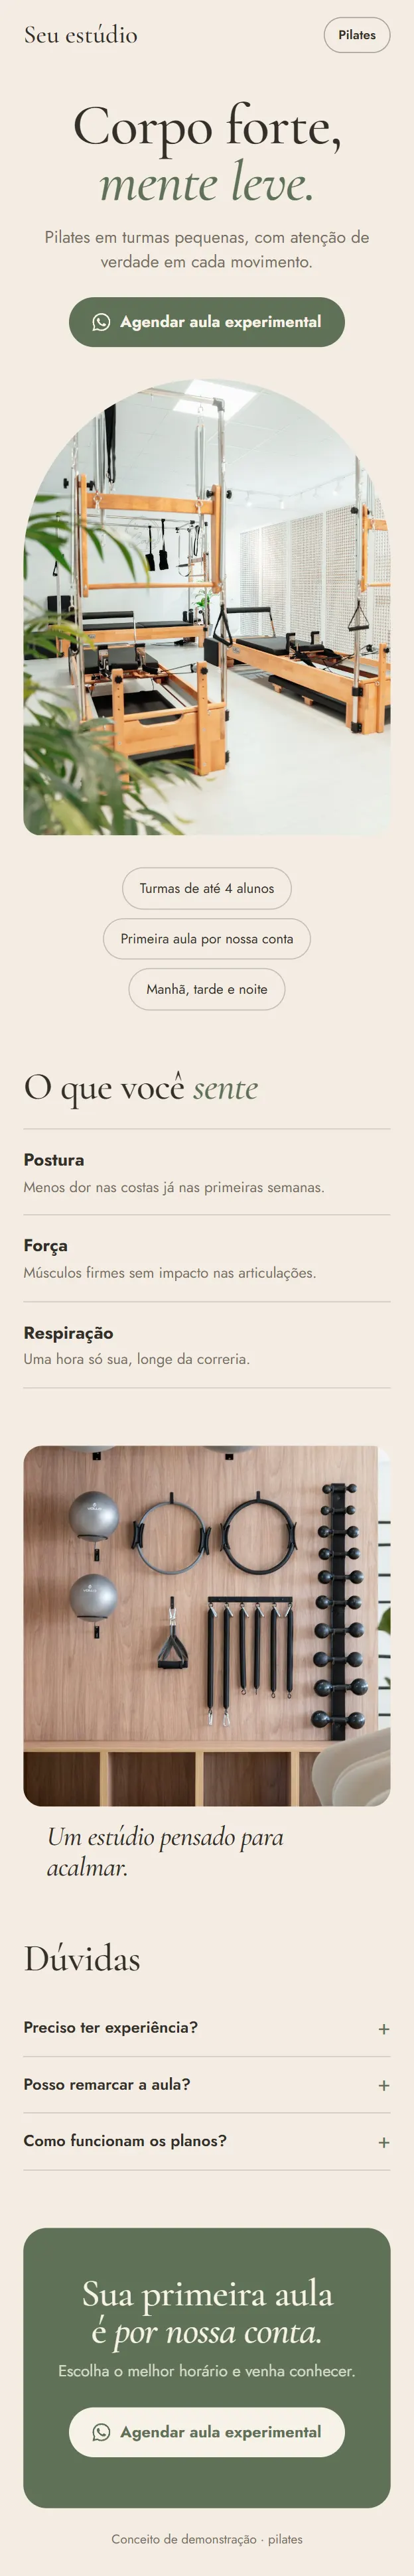 Seu estúdio
Pilates
Corpo forte,
mente leve.
Pilates em turmas pequenas, com atenção de
verdade em cada movimento.
Agendar aula experimental
Turmas de até 4 alunos
Primeira aula por nossa conta
Manhã, tarde e noite
O que você sente
Postura
Menos dor nas costas já nas primeiras semanas.
Força
Músculos firmes sem impacto nas articulações.
Respiração
Uma hora só sua, longe da correria.
Um estúdio pensado para
acalmar.
Dúvidas
Preciso ter experiência? +
Posso remarcar a aula? +
Como funcionam os planos? +
Sua primeira aula
é por nossa conta.
Escolha o melhor horário e venha conhecer.
Agendar aula experimental
Conceito de demonstração · pilates